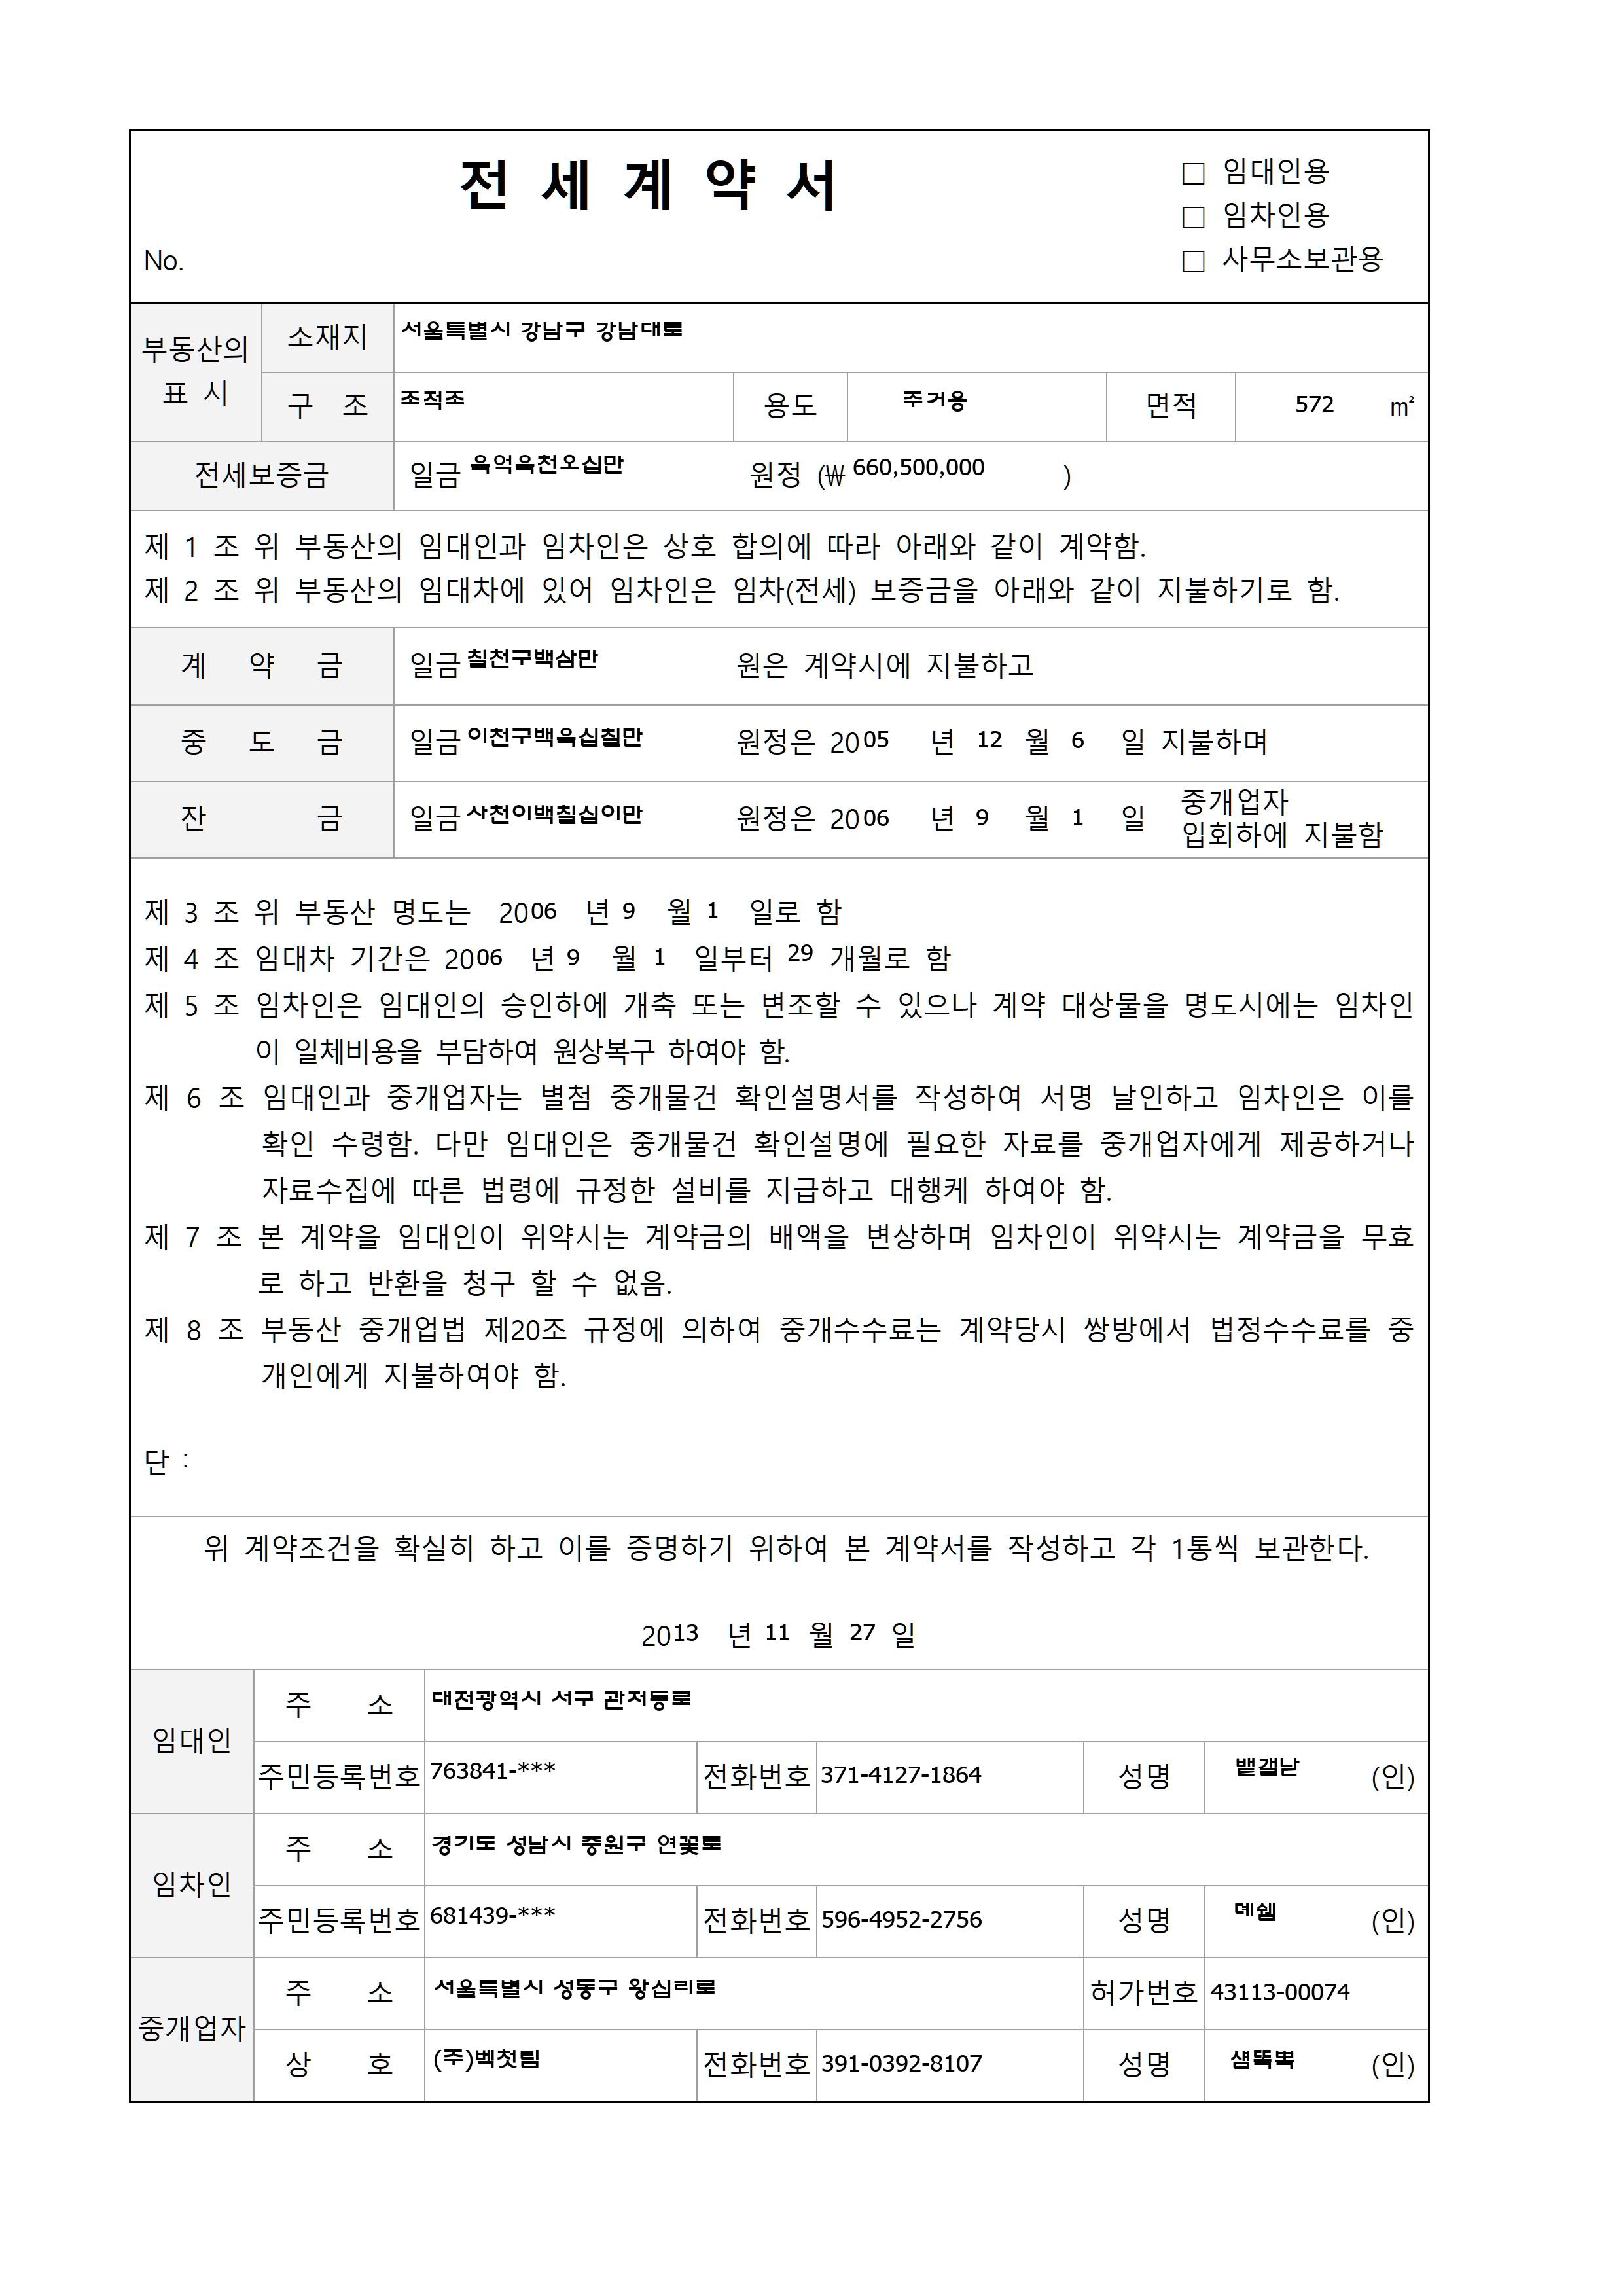 전 세 계 약 서
□ 임대인용
□ 임차인용
□ 사무소보관용
No.
부동산의 표 시
소재지 서울특별시 강남구 강남대로
구 조 조적조 용도 주거용 면적 572 ㎡
전세보증금 일금 육억육천오십만 원정 (₩ 660,500,000 )
제 1 조 위 부동산의 임대인과 임차인은 상호 합의에 따라 아래와 같이 계약함.
제 2 조 위 부동산의 임대차에 있어 임차인은 임차(전세) 보증금을 아래와 같이 지불하기로 함.
계 약 금 일금 칠천구백삼만 원은 계약시에 지불하고
중 도 금 일금 이천구백육십칠만 원정은 2005 년 12 월 6 일 지불하며
잔 금 일금 사천이백칠십이만 원정은 2006 년 9 월 1 일 중개업자 입회하에 지불함
제 3 조 위 부동산 명도는 2006 년 9 월 1 일로 함
제 4 조 임대차 기간은 2006 년 9 월 1 일부터 29 개월로 함
제 5 조 임차인은 임대인의 승인하에 개축 또는 변조할 수 있으나 계약 대상물을 명도시에는 임차인
이 일체비용을 부담하여 원상복구 하여야 함.
제 6 조 임대인과 중개업자는 별첨 중개물건 확인설명서를 작성하여 서명 날인하고 임차인은 이를
확인 수령함. 다만 임대인은 중개물건 확인설명에 필요한 자료를 중개업자에게 제공하거나
자료수집에 따른 법령에 규정한 설비를 지급하고 대행케 하여야 함.
제 7 조 본 계약을 임대인이 위약시는 계약금의 배액을 변상하며 임차인이 위약시는 계약금을 무효
로 하고 반환을 청구 할 수 없음.
제 8 조 부동산 중개업법 제20조 규정에 의하여 중개수수료는 계약당시 쌍방에서 법정수수료를 중
개인에게 지불하여야 함.
단 :
위 계약조건을 확실히 하고 이를 증명하기 위하여 본 계약서를 작성하고 각 1통씩 보관한다.
2013 년 11 월 27 일
임대인
주 소 대전광역시 서구 관저동로
주민등록번호 763841-*** 전화번호 371-4127-1864 성명 (인)
임차인
주 소 경기도 성남시 중원구 연꽃로
주민등록번호 681439-*** 전화번호 596-4952-2756 성명 (인)
중개업자
주 소 서울특별시 성동구 왕십리로 허가번호 43113-00074
상 호 (주)벡첫팀 전화번호 391-0392-8107 성명 (인)